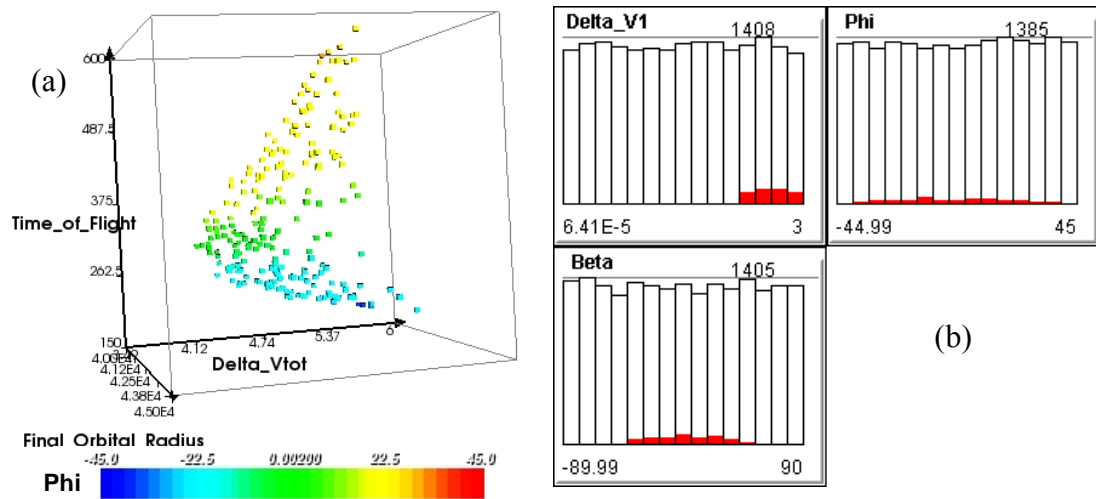 (a)
600
487.5
375
Time_of_Flight
262.5
150
4.12
4.74
5.37
6
Delta_Vtot
4.00E4
4.12E4
4.25E4
4.38E4
4.50E4
Final Orbital Radius
-45.0 -22.5 0.00200 22.5 45.0
Phi
Delta_V1
1408
6.41E-5 3
Phi
1385
-44.99 45
Beta
1405
-89.99 90
(b)